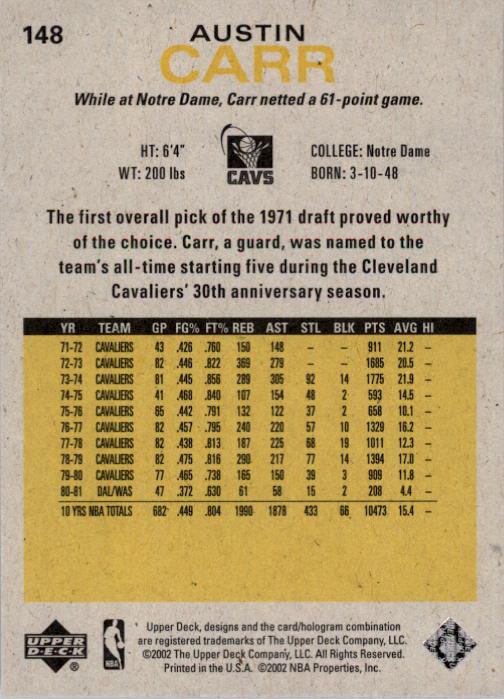 148
AUSTIN
CARR
While at Notre Dame, Carr netted a 61-point game.
HT: 6'4"
WT: 200 lbs
CAVS
COLLEGE: Notre Dame
BORN: 3-10-48
The first overall pick of the 1971 draft proved worthy
of the choice. Carr, a guard, was named to the
team's all-time starting five during the Cleveland
Cavaliers' 30th anniversary season.
YR TEAM GP FG% FT% REB AST STL BLK PTS AVG HI
71-72 CAVALIERS 43 .426 .760 150 148 – – 911 21.2 –
72-73 CAVALIERS 82 .446 .822 369 279 – – 1685 20.5 –
73-74 CAVALIERS 81 .445 .856 289 305 92 14 1775 21.9 –
74-75 CAVALIERS 41 .468 .840 107 154 48 2 593 14.5 –
75-76 CAVALIERS 65 .442 .791 132 122 37 2 658 10.1 –
76-77 CAVALIERS 82 .457 .795 240 220 57 10 1329 16.2 –
77-78 CAVALIERS 82 .438 .813 187 225 68 19 1011 12.3 –
78-79 CAVALIERS 82 .475 .816 290 217 77 14 1394 17.0 –
79-80 CAVALIERS 77 .465 .738 165 150 39 3 909 11.8 –
80-81 DAL/WAS 47 .372 .630 61 58 15 2 208 4.4 –
10 YRS NBA TOTALS 682 .449 .804 1990 1878 433 66 10473 15.4 –
UPPER
DECK
®
NBA
Upper Deck, designs and the card/hologram combination
are registered trademarks of The Upper Deck Company, LLC.
©2002 The Upper Deck Company, LLC. All Rights Reserved.
Printed in the U.S.A. ©2002 NBA Properties, Inc.